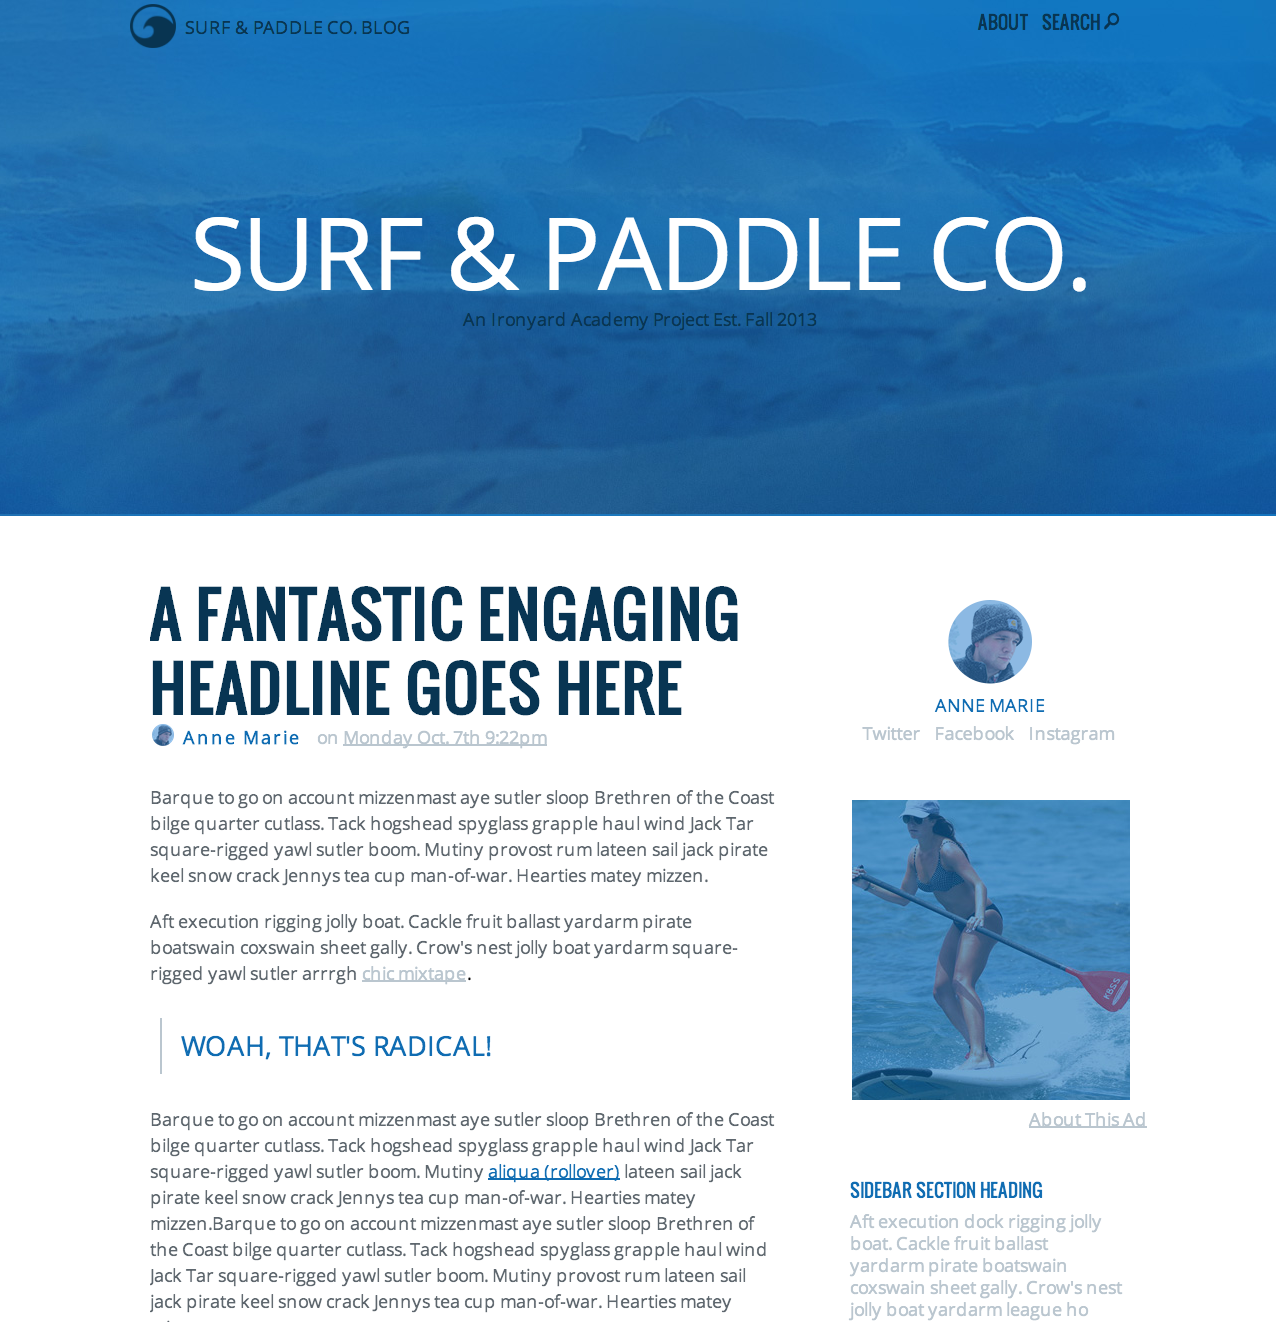 SURF & PADDLE CO. BLOG
ABOUT SEARCH
SURF & PADDLE CO.
An Ironyard Academy Project Est. Fall 2013
A FANTASTIC ENGAGING
HEADLINE GOES HERE
Anne Marie on Monday Oct. 7th 9:22pm
Barque to go on account mizzenmast aye sutler sloop Brethren of the Coast
bilge quarter cutlass. Tack hogshead spyglass grapple haul wind Jack Tar
square-rigged yawl sutler boom. Mutiny provost rum lateen sail jack pirate
keel snow crack Jennys tea cup man-of-war. Hearties matey mizzen.
Aft execution rigging jolly boat. Cackle fruit ballast yardarm pirate
boatswain coxswain sheet gally. Crow's nest jolly boat yardarm square-
rigged yawl sutler arrrgh chic mixtape.
WOAH, THAT'S RADICAL!
Barque to go on account mizzenmast aye sutler sloop Brethren of the Coast
bilge quarter cutlass. Tack hogshead spyglass grapple haul wind Jack Tar
square-rigged yawl sutler boom. Mutiny aliqua (rollover) lateen sail jack
pirate keel snow crack Jennys tea cup man-of-war. Hearties matey
mizzen.Barque to go on account mizzenmast aye sutler sloop Brethren of
the Coast bilge quarter cutlass. Tack hogshead spyglass grapple haul wind
Jack Tar square-rigged yawl sutler boom. Mutiny provost rum lateen sail
jack pirate keel snow crack Jennys tea cup man-of-war. Hearties matey
ANNE MARIE
Twitter Facebook Instagram
KBSS
About This Ad
SIDEBAR SECTION HEADING
Aft execution dock rigging jolly
boat. Cackle fruit ballast
yardarm pirate boatswain
coxswain sheet gally. Crow's nest
jolly boat yardarm league ho